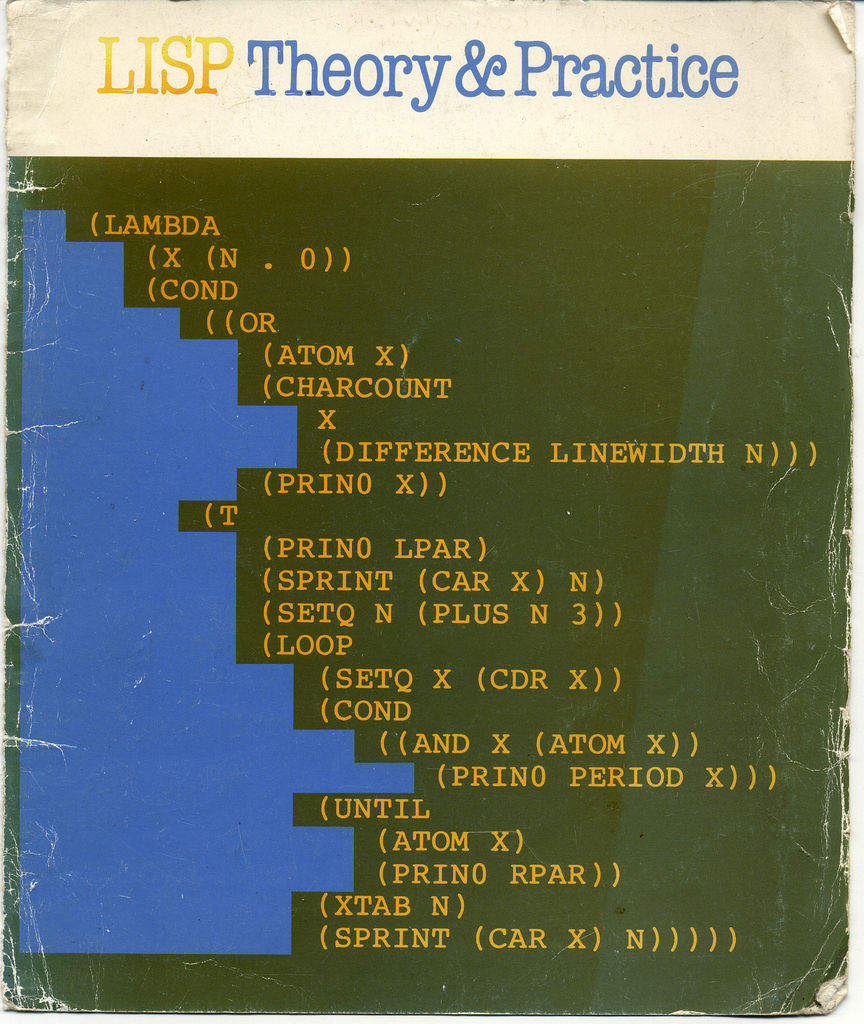 LISP Theory & Practice
(LAMBDA
(X (N . 0))
(COND
((OR
(ATOM X)
(CHARCOUNT
X
(DIFFERENCE LINEWIDTH N)))
(PRIN0 X))
(T
(PRIN0 LPAR)
(SPRINT (CAR X) N)
(SETQ N (PLUS N 3))
(LOOP
(SETQ X (CDR X))
(COND
((AND X (ATOM X))
(PRIN0 PERIOD X)))
(UNTIL
(ATOM X)
(PRIN0 RPAR))
(XTAB N)
(SPRINT (CAR X) N)))))